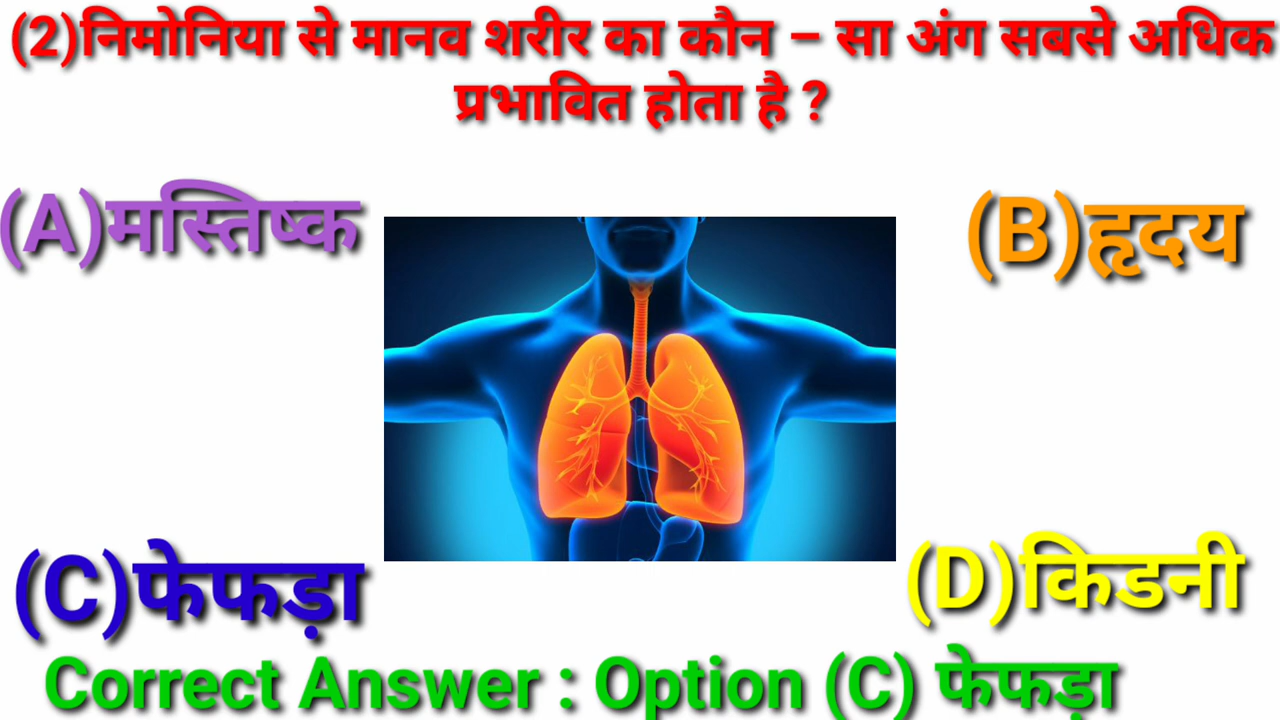 (2)निमोनिया से मानव शरीर का कौन – सा अंग सबसे अधिक
प्रभावित होता है ?
(A)मस्तिष्क
(B)हृदय
(C)फेफड़ा
(D)किडनी
Correct Answer : Option (C) फेफड़ा